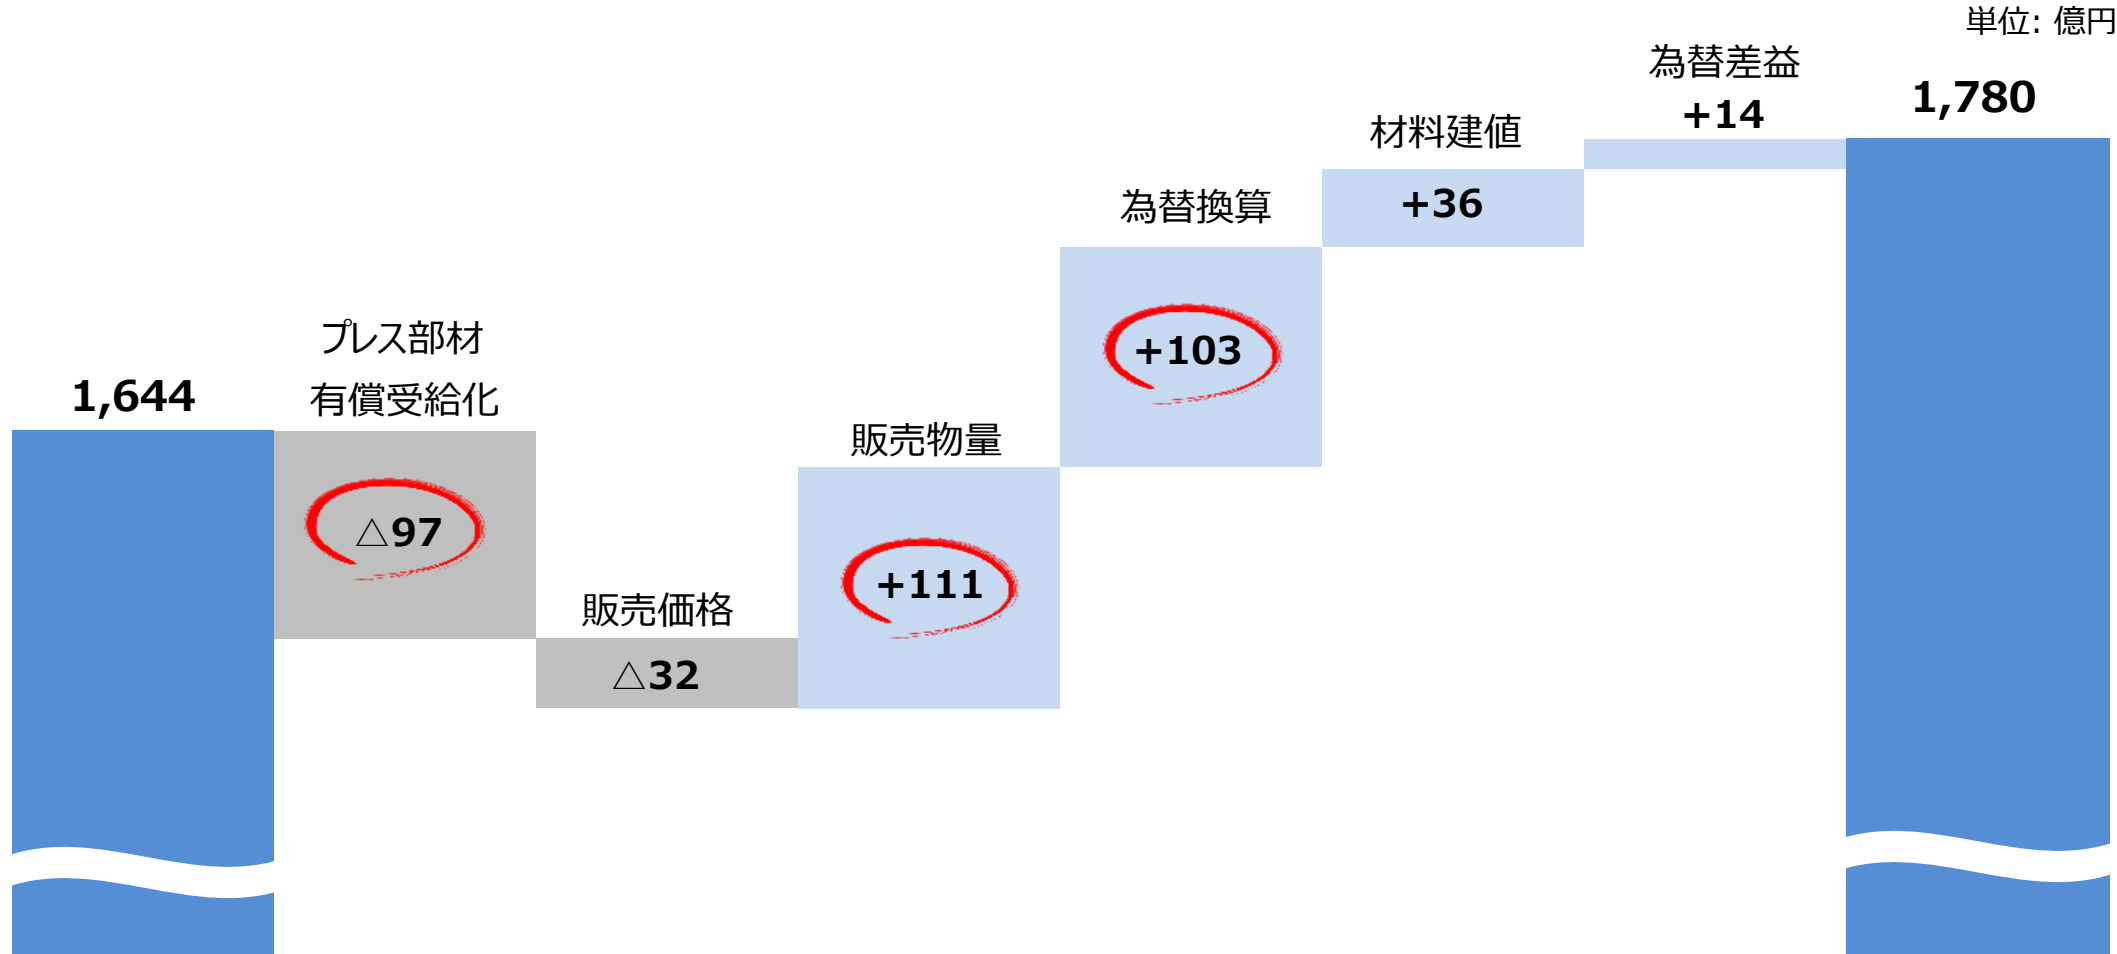 単位: 億円
1,644
プレス部材
有償受給化
△97
販売価格
△32
販売物量
+111
為替換算
+103
材料建値
+36
為替差益
+14
1,780